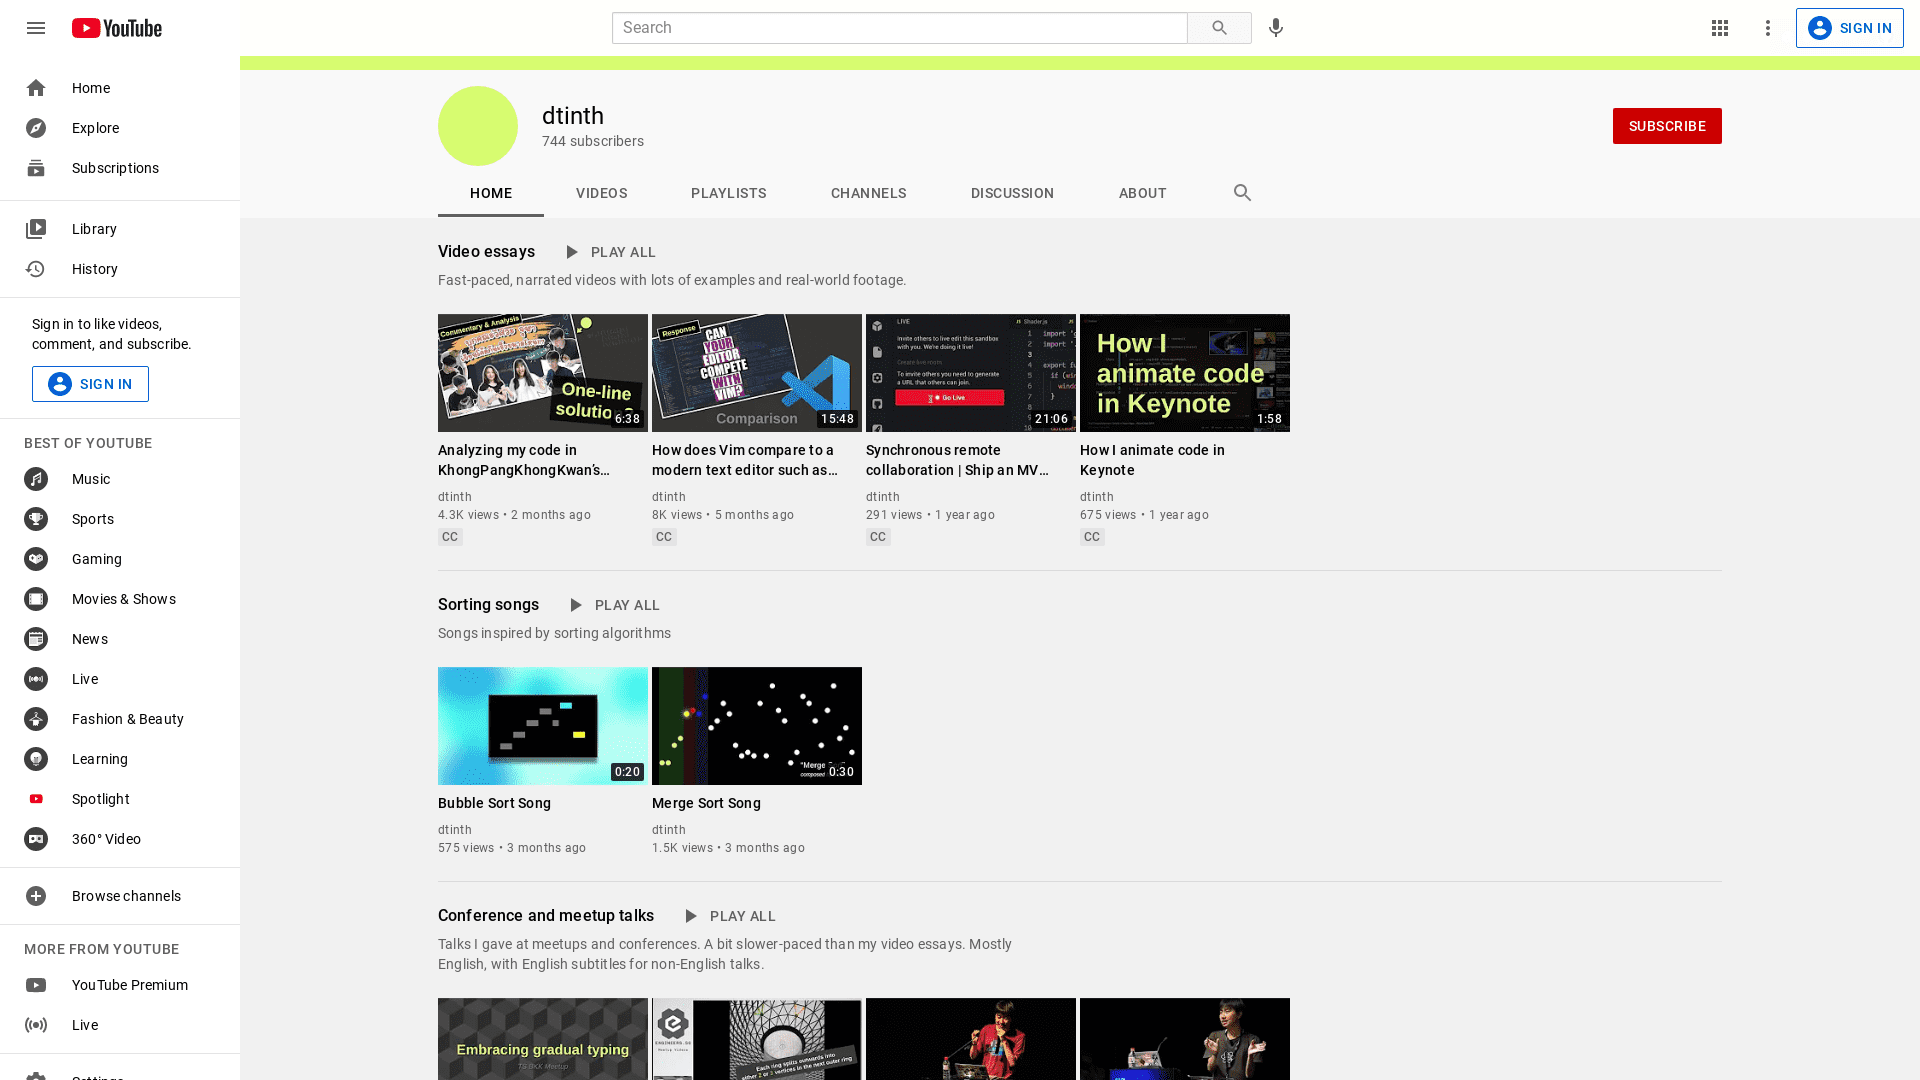 YouTube
Search
SIGN IN
Home
Explore
Subscriptions
Library
History
Sign in to like videos,
comment, and subscribe.
SIGN IN
BEST OF YOUTUBE
Music
Sports
Gaming
Movies & Shows
News
Live
Fashion & Beauty
Learning
Spotlight
360° Video
Browse channels
MORE FROM YOUTUBE
YouTube Premium
Live
Settings
dtinth
744 subscribers
SUBSCRIBE
HOME
VIDEOS
PLAYLISTS
CHANNELS
DISCUSSION
ABOUT
Video essays
PLAY ALL
Fast-paced, narrated videos with lots of examples and real-world footage.
Commentary & Analysis
One-line
6:38
Analyzing my code in
KhongPangKhongKwan's...
dtinth
4.3K views • 2 months ago
CC
Response
CAN
YOUR
EDITOR
COMPETE
WITH
VIM?
Comparison
15:48
How does Vim compare to a
modern text editor such as...
dtinth
8K views • 5 months ago
CC
LIVE
Invite others to live edit this sandbox
with you. We're doing it live!
Create live room
To invite others you need to generate
a URL that others can join.
Go Live
Shader.js
import
export
21:06
Synchronous remote
collaboration | Ship an MV...
dtinth
291 views • 1 year ago
CC
How I
animate code
in Keynote
1:58
How I animate code in
Keynote
dtinth
675 views • 1 year ago
CC
Sorting songs
PLAY ALL
Songs inspired by sorting algorithms
0:20
Bubble Sort Song
dtinth
575 views • 3 months ago
"Merge
0:30
Merge Sort Song
dtinth
1.5K views • 3 months ago
Conference and meetup talks
PLAY ALL
Talks I gave at meetups and conferences. A bit slower-paced than my video essays. Mostly
English, with English subtitles for non-English talks.
Embracing gradual typing
ENGINEERS.SG
Each ring splits outwards into
either 2 or 3 vertices in the next outer ring